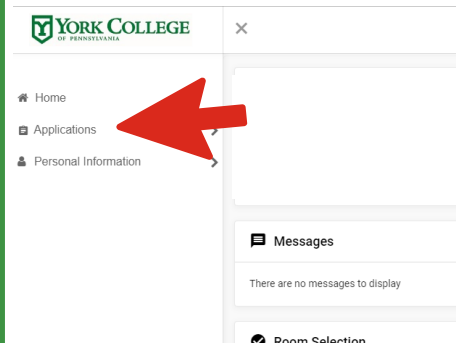 YORK COLLEGE
OF PENNSYLVANIA
Home
Applications
Personal Information
Messages
There are no messages to display
Room Selection